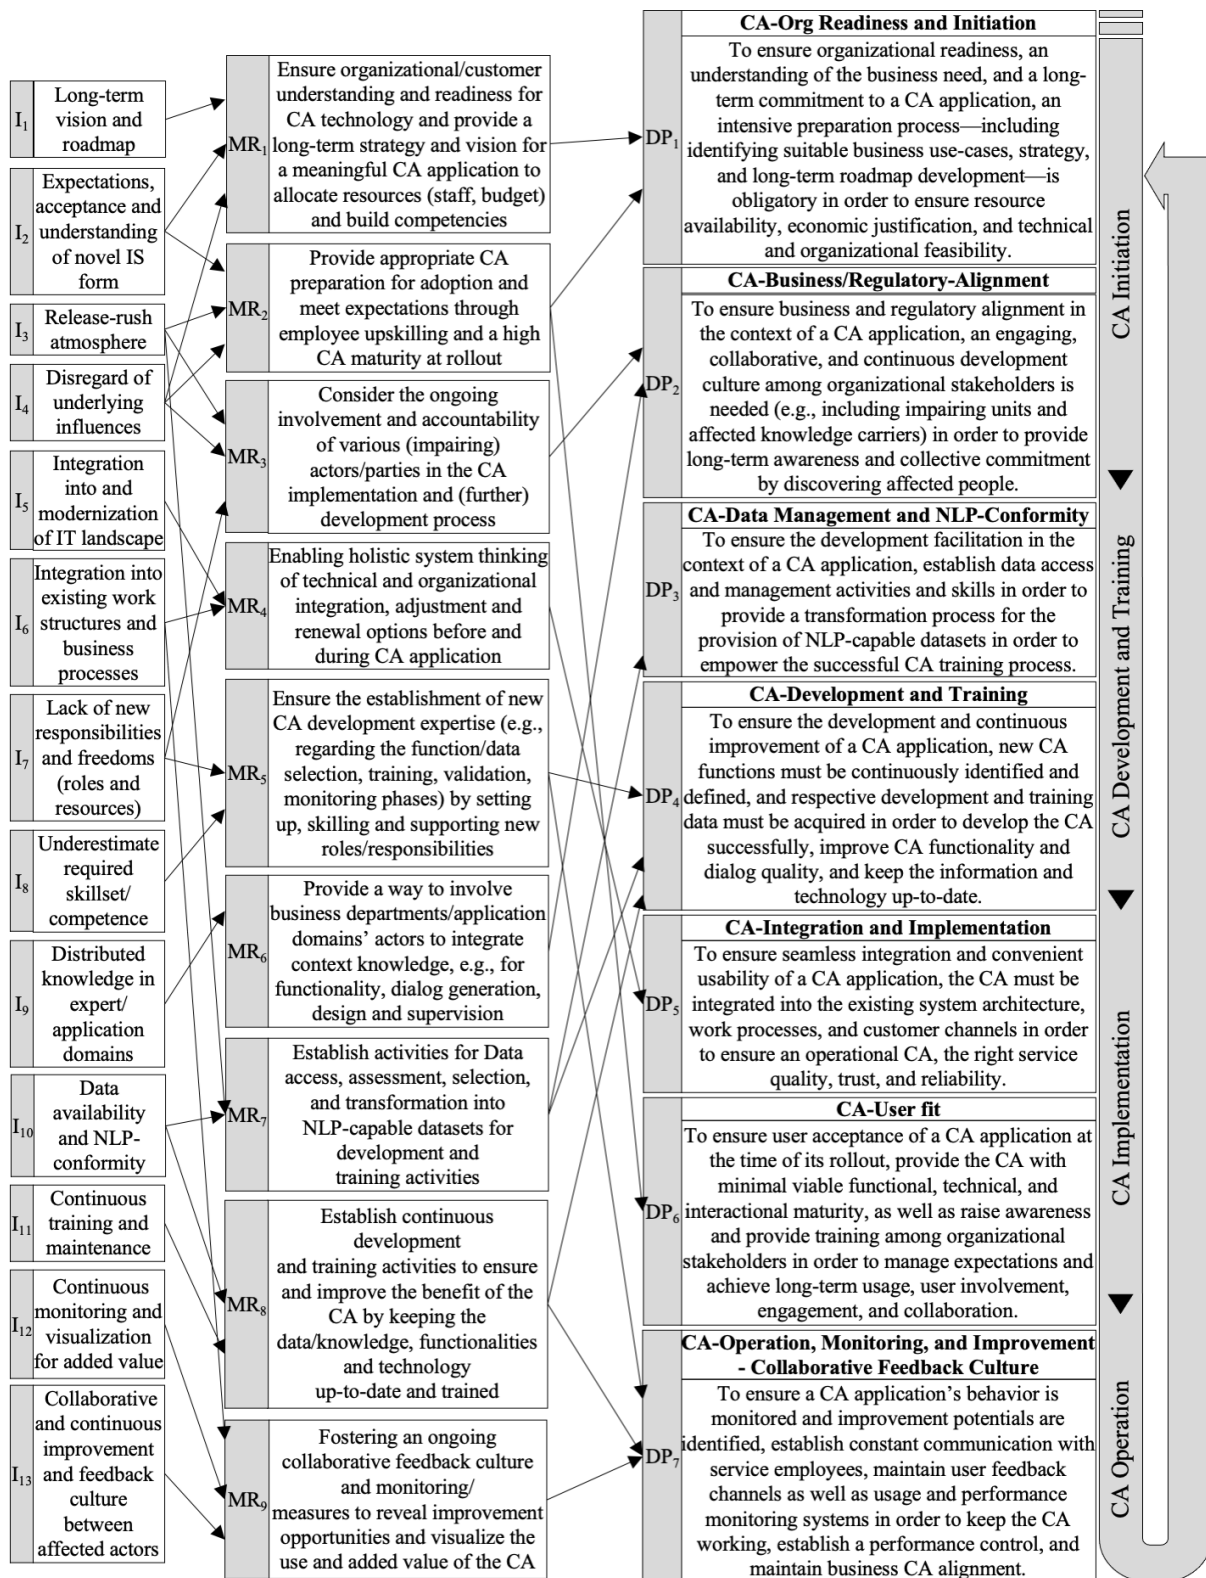 I1
Long-term
vision and
roadmap
I2
Expectations,
acceptance and
understanding
of novel IS
form
I3
Release-rush
atmosphere
I4
Disregard of
underlying
influences
I5
Integration
into and
modernization
of IT landscape
I6
Integration into
existing work
structures and
business
processes
I7
Lack of new
responsibilities
and freedoms
(roles and
resources)
I8
Underestimate
required
skillset/
competence
I9
Distributed
knowledge in
expert/
application
domains
I10
Data
availability
and NLP-
conformity
I11
Continuous
training and
maintenance
I12
Continuous
monitoring and
visualization
for added value
I13
Collaborative
and continuous
improvement
and feedback
culture
between
affected actors
MR1
Ensure organizational/customer
understanding and readiness for
CA technology and provide a
long-term strategy and vision for
a meaningful CA application to
allocate resources (staff, budget)
and build competencies
MR2
Provide appropriate CA
preparation for adoption and
meet expectations through
employee upskilling and a high
CA maturity at rollout
MR3
Consider the ongoing
involvement and accountability
of various (impairing)
actors/parties in the CA
implementation and (further)
development process
MR4
Enabling holistic system thinking
of technical and organizational
integration, adjustment and
renewal options before and
during CA application
MR5
Ensure the establishment of new
CA development expertise (e.g.,
regarding the function/data
selection, training, validation,
monitoring phases) by setting
up, skilling and supporting new
roles/responsibilities
MR6
Provide a way to involve
business departments/application
domains’ actors to integrate
context knowledge, e.g., for
functionality, dialog generation,
design and supervision
MR7
Establish activities for Data
access, assessment, selection,
and transformation into
NLP-capable datasets for
development and
training activities
MR8
Establish continuous
development
and training activities to ensure
and improve the benefit of the
CA by keeping the
data/knowledge, functionalities
and technology
up-to-date and trained
MR9
Fostering an ongoing
collaborative feedback culture
and monitoring/
measures to reveal improvement
opportunities and visualize the
use and added value of the CA
DP1
CA-Org Readiness and Initiation
To ensure organizational readiness, an
understanding of the business need, and a long-
term commitment to a CA application, an
intensive preparation process—including
identifying suitable business use-cases, strategy,
and long-term roadmap development—is
obligatory in order to ensure resource
availability, economic justification, and technical
and organizational feasibility.
DP2
CA-Business/Regulatory-Alignment
To ensure business and regulatory alignment in
the context of a CA application, an engaging,
collaborative, and continuous development
culture among organizational stakeholders is
needed (e.g., including impairing units and
affected knowledge carriers) in order to provide
long-term awareness and collective commitment
by discovering affected people.
DP3
CA-Data Management and NLP-Conformity
To ensure the development facilitation in the
context of a CA application, establish data access
and management activities and skills in order to
provide a transformation process for the
provision of NLP-capable datasets in order to
empower the successful CA training process.
DP4
CA-Development and Training
To ensure the development and continuous
improvement of a CA application, new CA
functions must be continuously identified and
defined, and respective development and training
data must be acquired in order to develop the CA
successfully, improve CA functionality and
dialog quality, and keep the information and
technology up-to-date.
DP5
CA-Integration and Implementation
To ensure seamless integration and convenient
usability of a CA application, the CA must be
integrated into the existing system architecture,
work processes, and customer channels in order
to ensure an operational CA, the right service
quality, trust, and reliability.
DP6
CA-User fit
To ensure user acceptance of a CA application at
the time of its rollout, provide the CA with
minimal viable functional, technical, and
interactional maturity, as well as raise awareness
and provide training among organizational
stakeholders in order to manage expectations and
achieve long-term usage, user involvement,
engagement, and collaboration.
DP7
CA-Operation, Monitoring, and Improvement
- Collaborative Feedback Culture
To ensure a CA application’s behavior is
monitored and improvement potentials are
identified, establish constant communication with
service employees, maintain user feedback
channels as well as usage and performance
monitoring systems in order to keep the CA
working, establish a performance control, and
maintain business CA alignment.
CA Initiation
CA Development and Training
CA Implementation
CA Operation